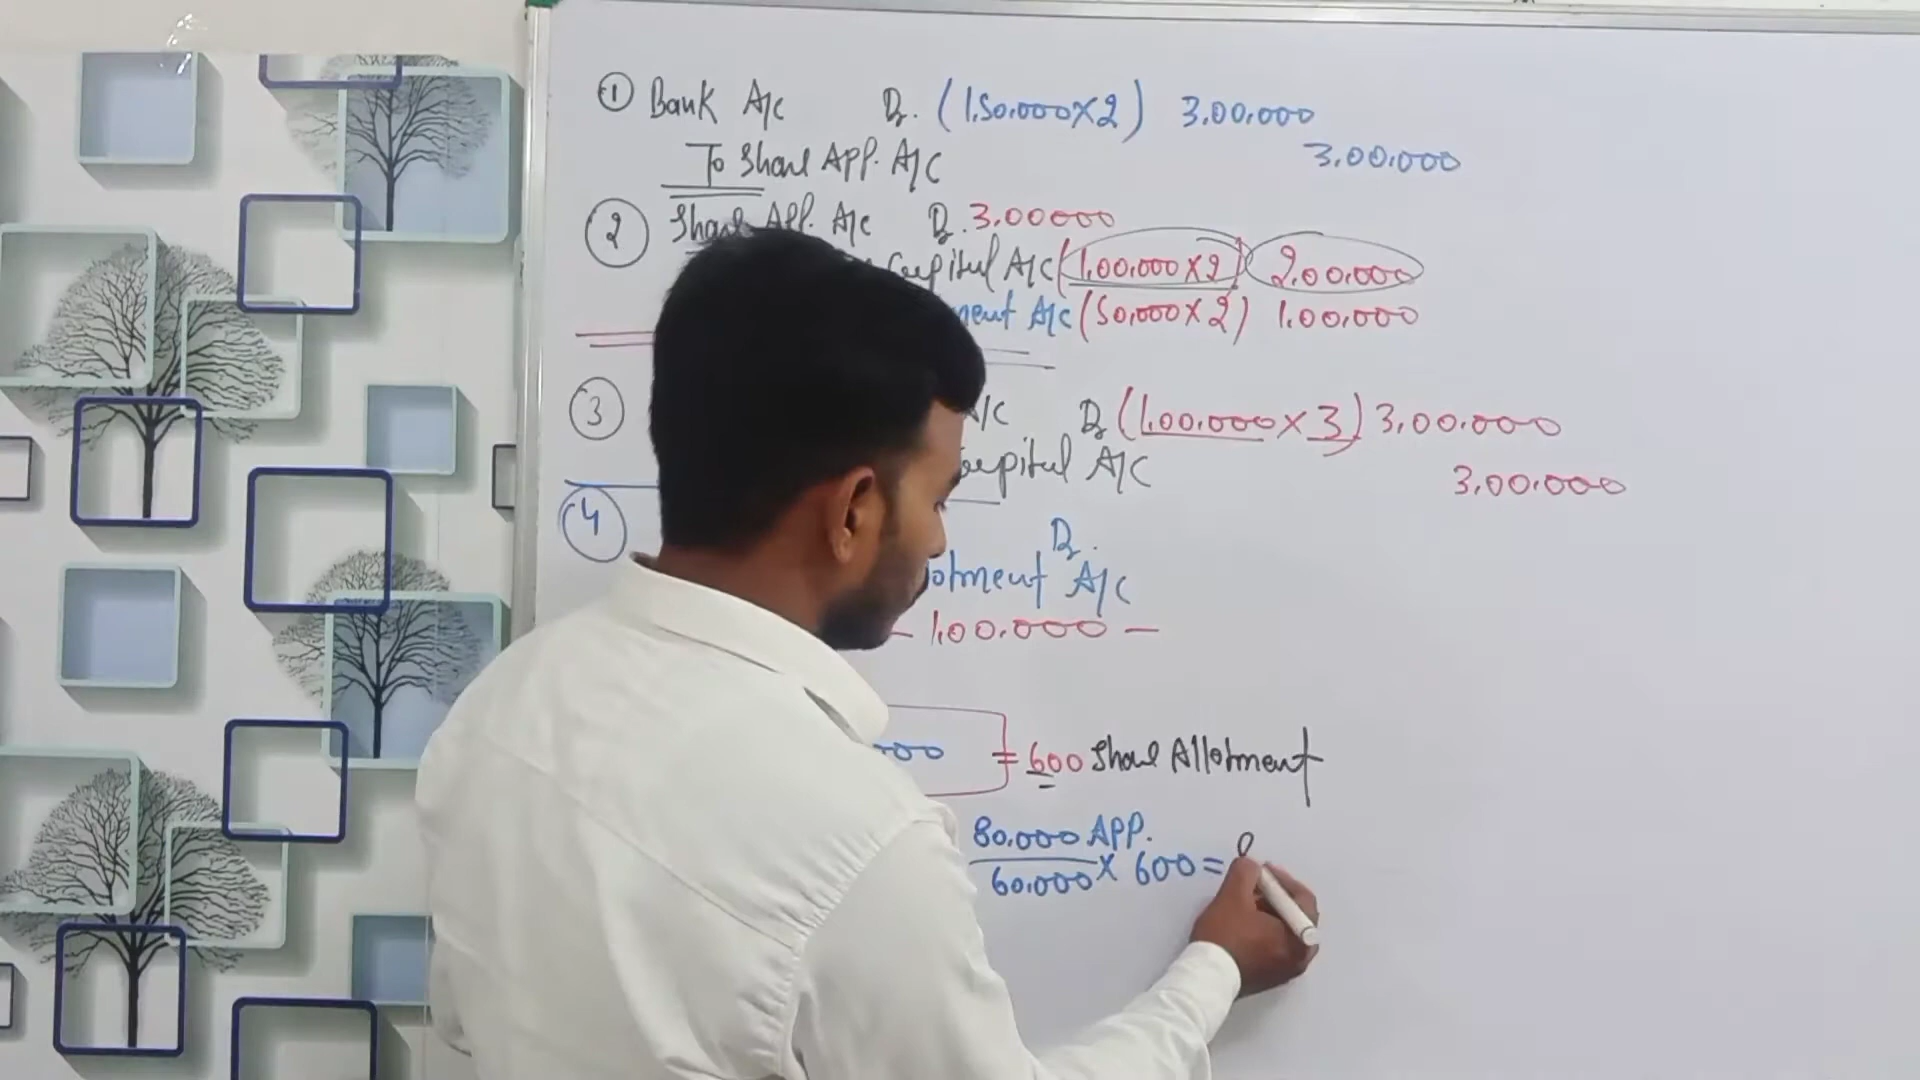 ① Bank A/c Dr. (1,50,000×2) 3,00,000
To Share APP. A/C 3,00,000
② Share APP. A/c Dr. 3,00000
Capital A/C (1,00,000×2) 2,00,000
ment A/c (50,000×2) 1,00,000
③ A/C Dr (1,00,000×3) 3,00,000
Capital A/C 3,00,000
④ Dr.
otment A/C
— 1,00,000 —
000 = 600 Share Allotment
80,000 APP.
60,000 × 600 = 8